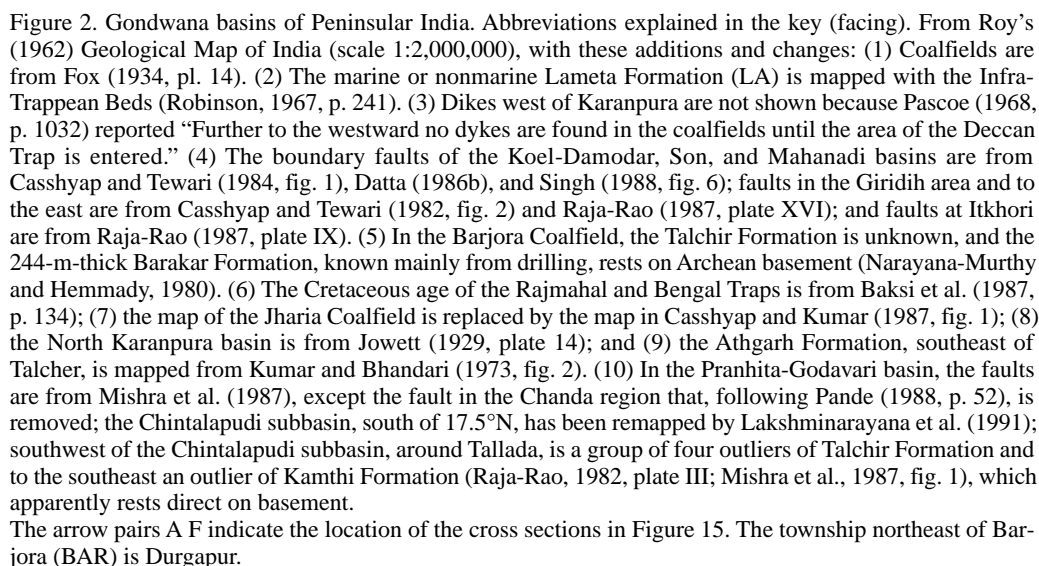 Figure 2. Gondwana basins of Peninsular India. Abbreviations explained in the key (facing). From Roy’s
(1962) Geological Map of India (scale 1:2,000,000), with these additions and changes: (1) Coalfields are
from Fox (1934, pl. 14). (2) The marine or nonmarine Lameta Formation (LA) is mapped with the Infra-
Trappean Beds (Robinson, 1967, p. 241). (3) Dikes west of Karanpura are not shown because Pascoe (1968,
p. 1032) reported “Further to the westward no dykes are found in the coalfields until the area of the Deccan
Trap is entered.” (4) The boundary faults of the Koel-Damodar, Son, and Mahanadi basins are from
Casshyap and Tewari (1984, fig. 1), Datta (1986b), and Singh (1988, fig. 6); faults in the Giridih area and to
the east are from Casshyap and Tewari (1982, fig. 2) and Raja-Rao (1987, plate XVI); and faults at Itkhori
are from Raja-Rao (1987, plate IX). (5) In the Barjora Coalfield, the Talchir Formation is unknown, and the
244-m-thick Barakar Formation, known mainly from drilling, rests on Archean basement (Narayana-Murthy
and Hemmady, 1980). (6) The Cretaceous age of the Rajmahal and Bengal Traps is from Baksi et al. (1987,
p. 134); (7) the map of the Jharia Coalfield is replaced by the map in Casshyap and Kumar (1987, fig. 1); (8)
the North Karanpura basin is from Jowett (1929, plate 14); and (9) the Athgarh Formation, southeast of
Talcher, is mapped from Kumar and Bhandari (1973, fig. 2). (10) In the Pranhita-Godavari basin, the faults
are from Mishra et al. (1987), except the fault in the Chanda region that, following Pande (1988, p. 52), is
removed; the Chintalapudi subbasin, south of 17.5°N, has been remapped by Lakshminarayana et al. (1991);
southwest of the Chintalapudi subbasin, around Tallada, is a group of four outliers of Talchir Formation and
to the southeast an outlier of Kamthi Formation (Raja-Rao, 1982, plate III; Mishra et al., 1987, fig. 1), which
apparently rests direct on basement.
The arrow pairs A F indicate the location of the cross sections in Figure 15. The township northeast of Bar-
jora (BAR) is Durgapur.